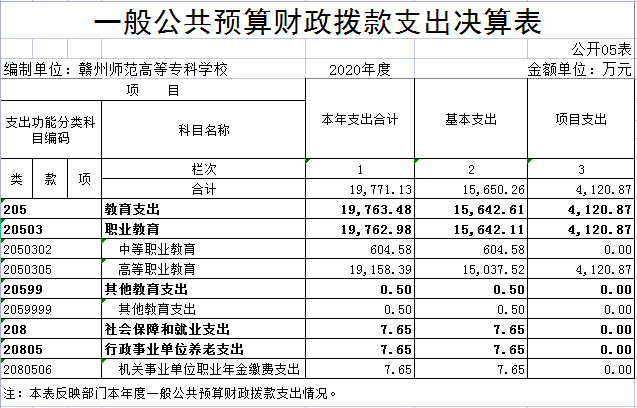 一般公共预算财政拨款支出决算表
公开05表
编制单位：赣州师范高等专科学校 2020年度 金额单位：万元
项 目 本年支出合计 基本支出 项目支出
支出功能分类科目编码 科目名称
类 款 项 栏次 1 2 3
合计 19,771.13 15,650.26 4,120.87
205 教育支出 19,763.48 15,642.61 4,120.87
20503 职业教育 19,762.98 15,642.11 4,120.87
2050302 中等职业教育 604.58 604.58 0.00
2050305 高等职业教育 19,158.39 15,037.52 4,120.87
20599 其他教育支出 0.50 0.50 0.00
2059999 其他教育支出 0.50 0.50 0.00
208 社会保障和就业支出 7.65 7.65 0.00
20805 行政事业单位养老支出 7.65 7.65 0.00
2080506 机关事业单位职业年金缴费支出 7.65 7.65 0.00
注：本表反映部门本年度一般公共预算财政拨款支出情况。